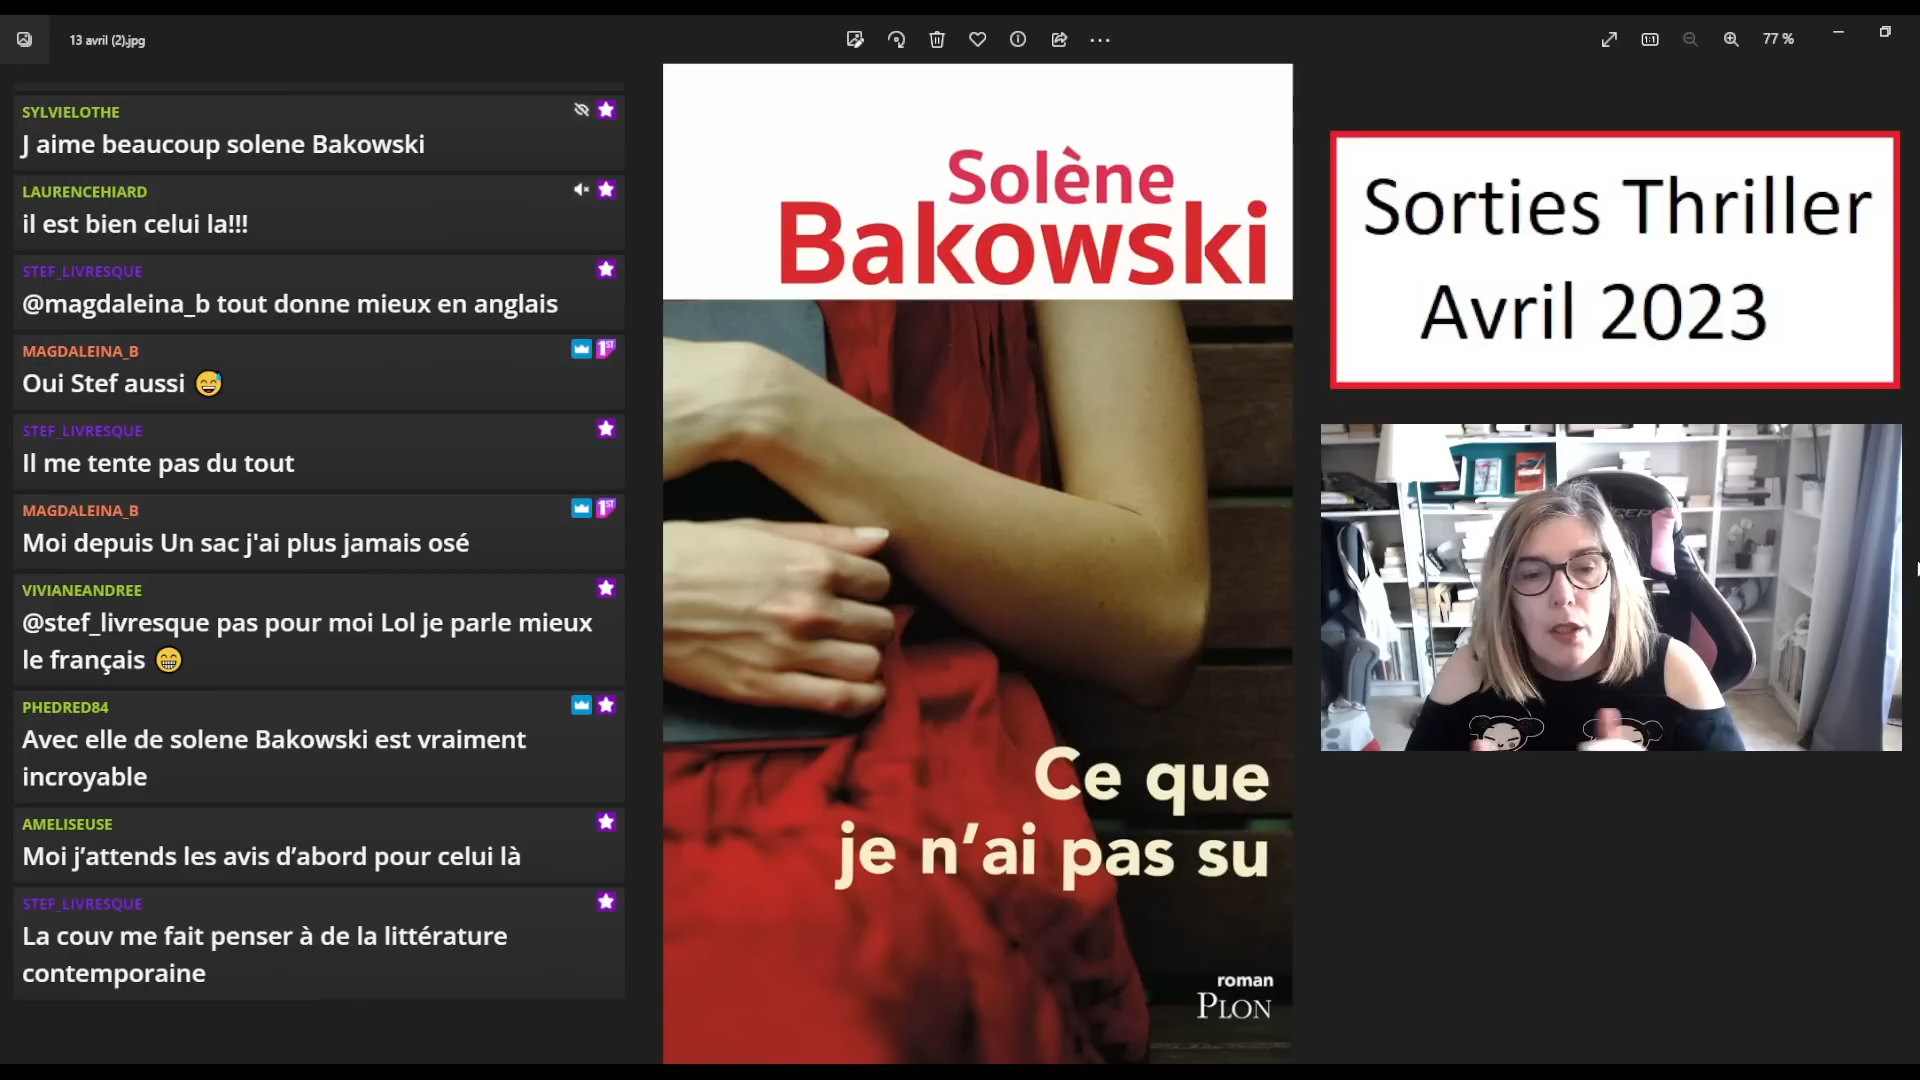 13 avril (2).jpg
77 %
SYLVIELOTHE
J aime beaucoup solene Bakowski
LAURENCEHIARD
il est bien celui la!!!
STEF_LIVRESQUE
@magdaleina_b tout donne mieux en anglais
MAGDALEINA_B
1ST
Oui Stef aussi 😅
STEF_LIVRESQUE
Il me tente pas du tout
MAGDALEINA_B
1ST
Moi depuis Un sac j'ai plus jamais osé
VIVIANEANDREE
@stef_livresque pas pour moi Lol je parle mieux
le français 😁
PHEDRED84
Avec elle de solene Bakowski est vraiment
incroyable
AMELISEUSE
Moi j’attends les avis d’abord pour celui là
STEF_LIVRESQUE
La couv me fait penser à de la littérature
contemporaine
Solène
Bakowski
Ce que
je n’ai pas su
roman
PLON
Sorties Thriller
Avril 2023